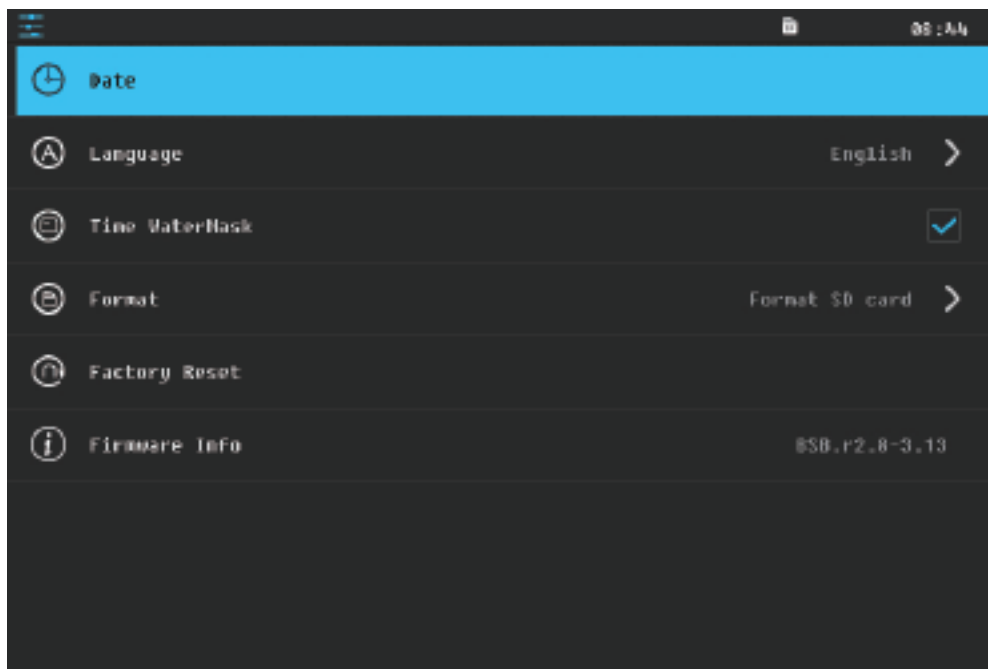 08:44
Date
Language English
Time WaterMask
Format Format SD card
Factory Reset
Firmware Info BSB.r2.0-3.13